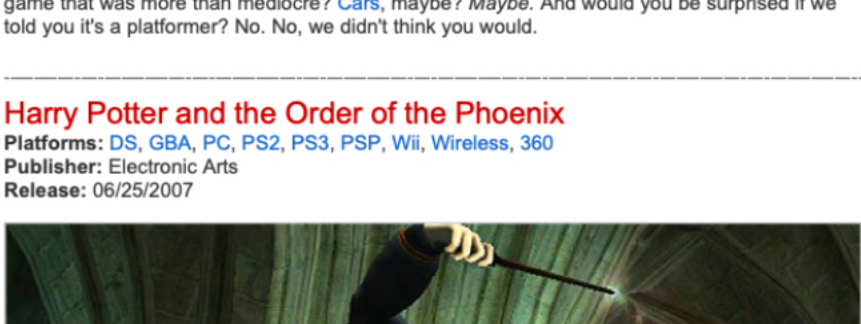 game that was more than mediocre? Cars, maybe? Maybe. And would you be surprised if we
told you it's a platformer? No. No, we didn't think you would.
Harry Potter and the Order of the Phoenix
Platforms: DS, GBA, PC, PS2, PS3, PSP, Wii, Wireless, 360
Publisher: Electronic Arts
Release: 06/25/2007